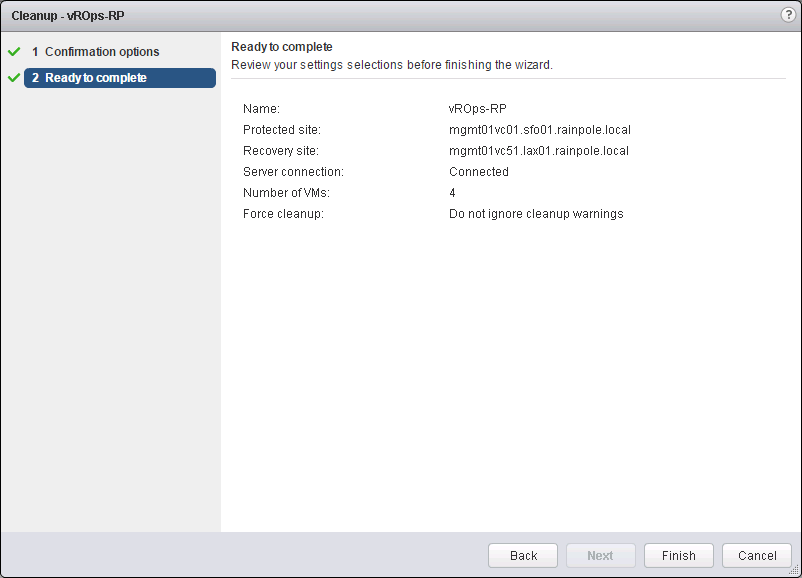 Cleanup - vROps-RP
?
1 Confirmation options
2 Ready to complete
Ready to complete
Review your settings selections before finishing the wizard.
Name: vROps-RP
Protected site: mgmt01vc01.sfo01.rainpole.local
Recovery site: mgmt01vc51.lax01.rainpole.local
Server connection: Connected
Number of VMs: 4
Force cleanup: Do not ignore cleanup warnings
Back Next Finish Cancel